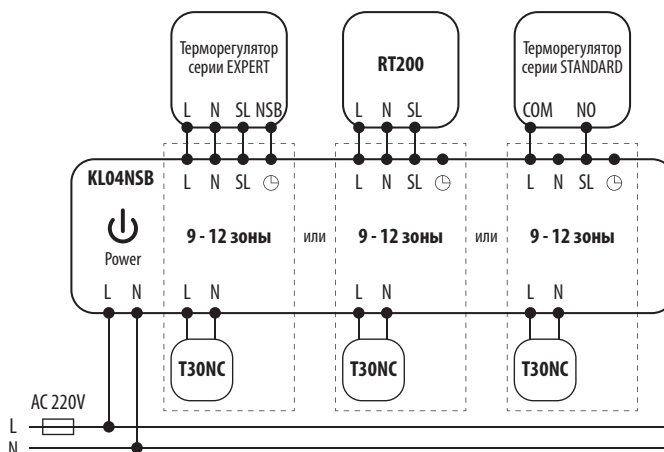 Терморегулятор
серии EXPERT
RT200
Терморегулятор
серии STANDARD
L N SL NSB
L N SL
COM NO
KL04NSB
L N SL
L N SL
L N SL
Power
9 - 12 зоны
или
9 - 12 зоны
или
9 - 12 зоны
L N
L N
L N
L N
T30NC
T30NC
T30NC
AC 220V
L
N